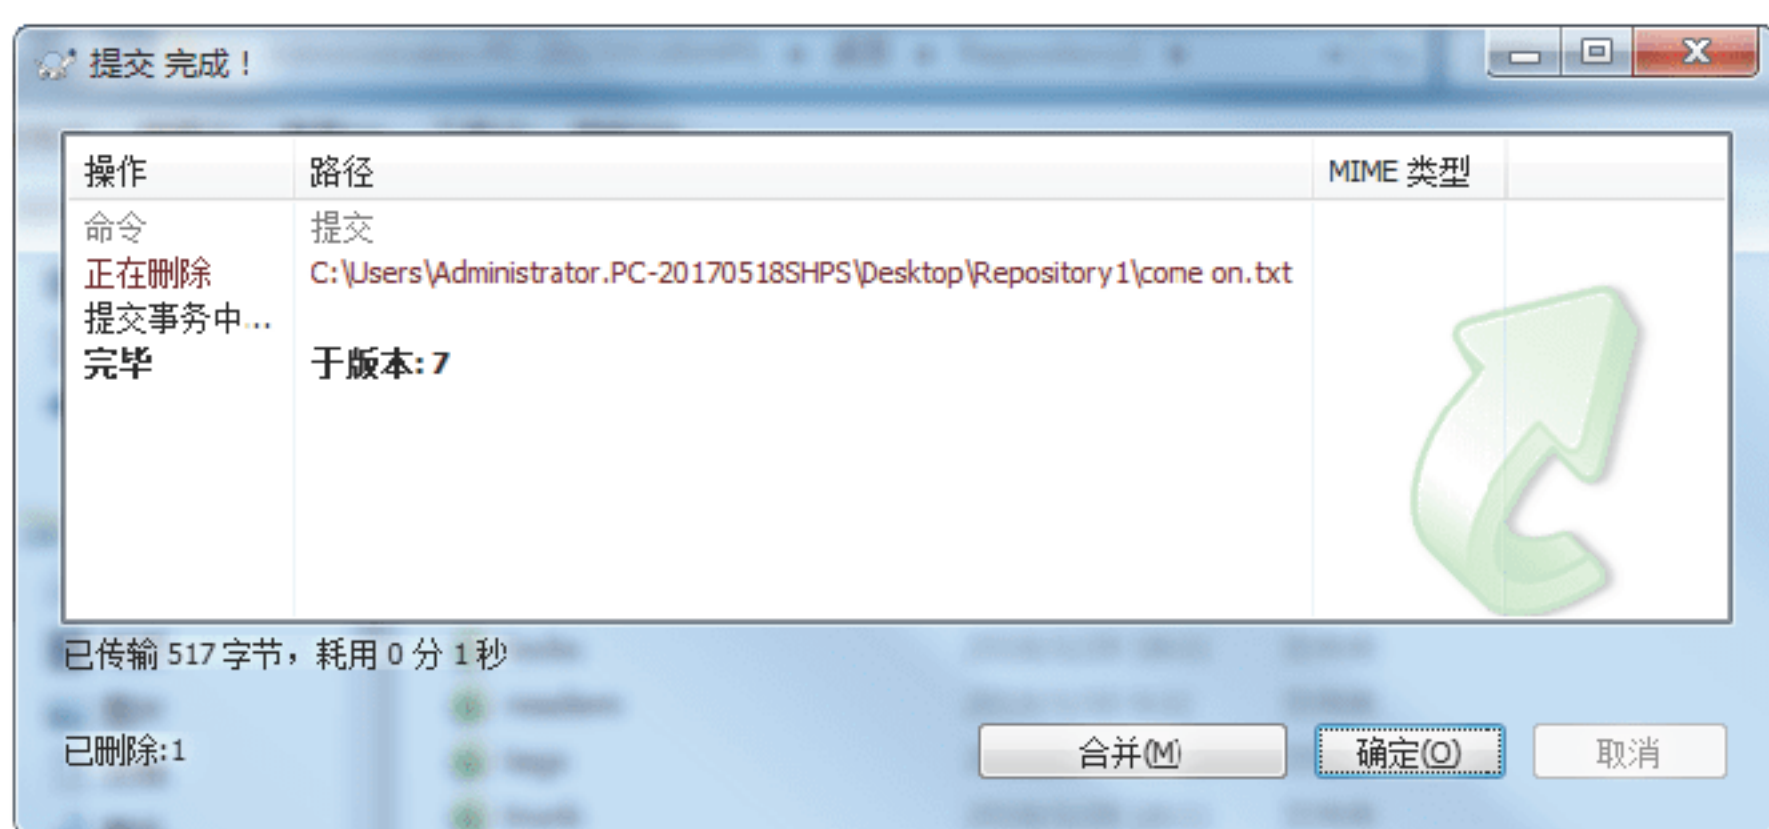 提交 完成！
操作 路径 MIME 类型
命令 提交
正在删除 C:\Users\Administrator.PC-20170518SHPS\Desktop\Repository1\cone on.txt
提交事务中...
完毕 于版本: 7
已传输 517 字节，耗用 0 分 1 秒
已删除:1
合并(M) 确定(O) 取消